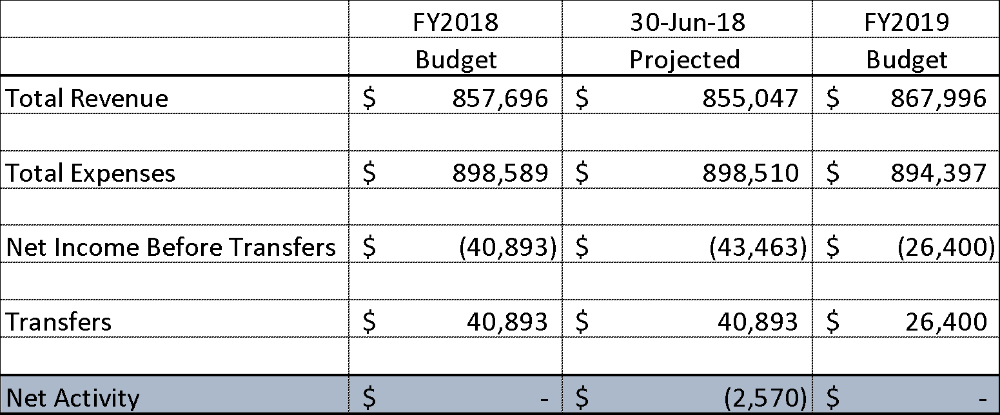 FY2018 30-Jun-18 FY2019
Budget Projected Budget
Total Revenue $ 857,696 $ 855,047 $ 867,996
Total Expenses $ 898,589 $ 898,510 $ 894,397
Net Income Before Transfers $ (40,893) $ (43,463) $ (26,400)
Transfers $ 40,893 $ 40,893 $ 26,400
Net Activity $ - $ (2,570) $ -